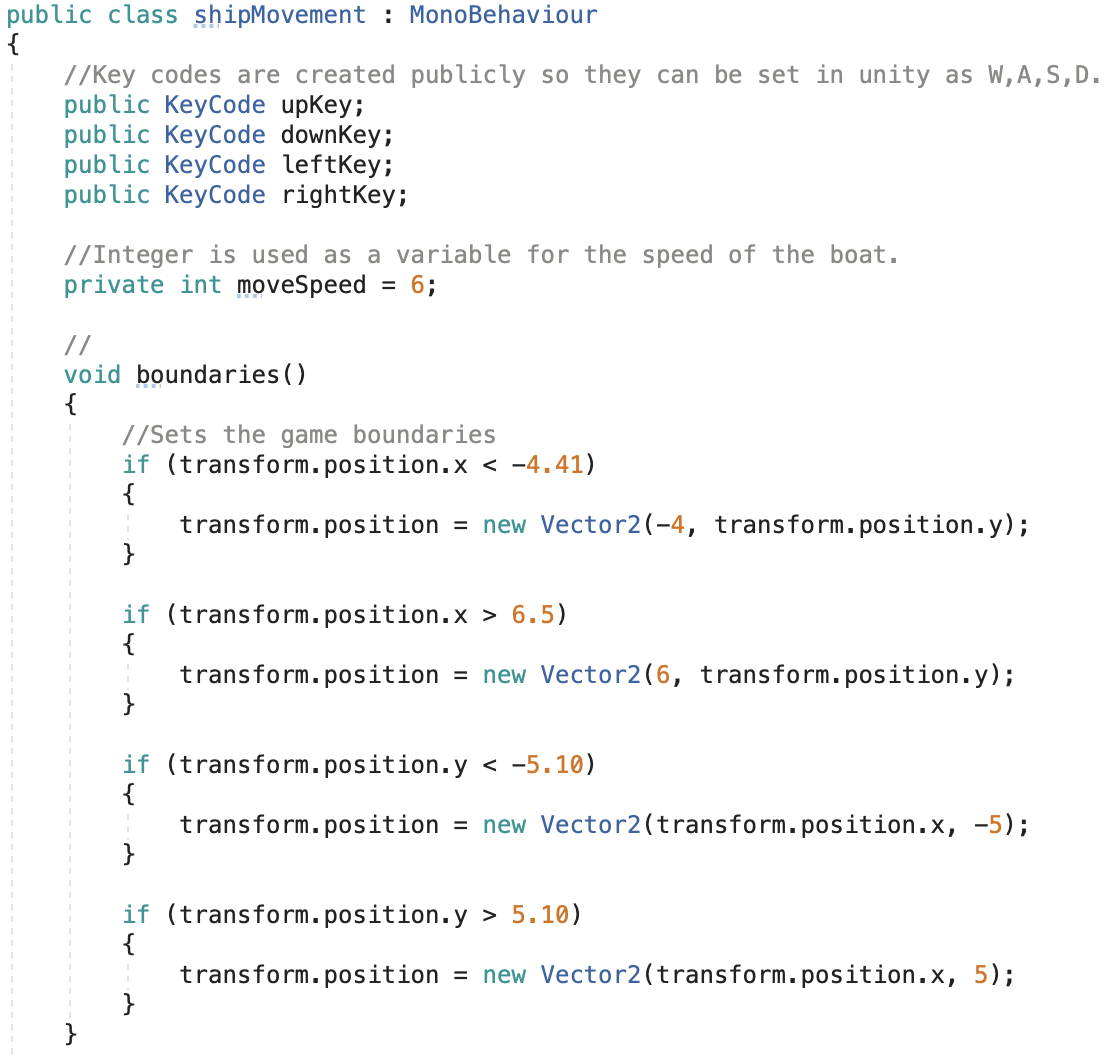 public class shipMovement : MonoBehaviour
{
    //Key codes are created publicly so they can be set in unity as W,A,S,D.
    public KeyCode upKey;
    public KeyCode downKey;
    public KeyCode leftKey;
    public KeyCode rightKey;

    //Integer is used as a variable for the speed of the boat.
    private int moveSpeed = 6;

    //
    void boundaries()
    {
        //Sets the game boundaries
        if (transform.position.x < -4.41)
        {
            transform.position = new Vector2(-4, transform.position.y);
        }

        if (transform.position.x > 6.5)
        {
            transform.position = new Vector2(6, transform.position.y);
        }

        if (transform.position.y < -5.10)
        {
            transform.position = new Vector2(transform.position.x, -5);
        }

        if (transform.position.y > 5.10)
        {
            transform.position = new Vector2(transform.position.x, 5);
        }
    }